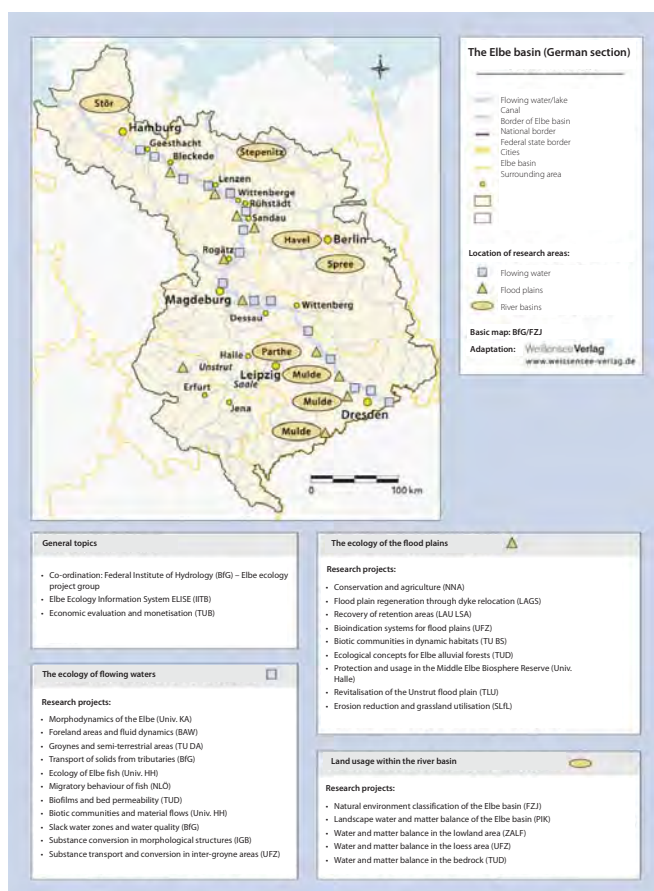 The Elbe basin (German section)
Flowing water/lake
Canal
Border of Elbe basin
National border
Federal state border
Cities
Elbe basin
Surrounding area
Location of research areas:
Flowing water
Flood plains
River basins
Basic map: BfG/FZJ
Adaptation: WeißenseeVerlag
www.weissensee-verlag.de
Stör
Hamburg
Geesthacht
Bleckede
Stepenitz
Lenzen
Wittenberge
Rühstädt
Sandau
Havel
Berlin
Rogätz
Spree
Magdeburg
Wittenberg
Dessau
Halle
Parthe
Unstrut
Leipzig
Mulde
Erfurt
Saale
Mulde
Jena
Dresden
Mulde
0 100 km
General topics
• Co-ordination: Federal Institute of Hydrology (BfG) – Elbe ecology
project group
• Elbe Ecology Information System ELISE (IITB)
• Economic evaluation and monetisation (TUB)
The ecology of flowing waters
Research projects:
• Morphodynamics of the Elbe (Univ. KA)
• Foreland areas and fluid dynamics (BAW)
• Groynes and semi-terrestrial areas (TU DA)
• Transport of solids from tributaries (BfG)
• Ecology of Elbe fish (Univ. HH)
• Migratory behaviour of fish (NLÖ)
• Biofilms and bed permeability (TUD)
• Biotic communities and material flows (Univ. HH)
• Slack water zones and water quality (BfG)
• Substance conversion in morphological structures (IGB)
• Substance transport and conversion in inter-groyne areas (UFZ)
The ecology of the flood plains
Research projects:
• Conservation and agriculture (NNA)
• Flood plain regeneration through dyke relocation (LAGS)
• Recovery of retention areas (LAU LSA)
• Bioindication systems for flood plains (UFZ)
• Biotic communities in dynamic habitats (TU BS)
• Ecological concepts for Elbe alluvial forests (TUD)
• Protection and usage in the Middle Elbe Biosphere Reserve (Univ.
Halle)
• Revitalisation of the Unstrut flood plain (TLU)
• Erosion reduction and grassland utilisation (SLfL)
Land usage within the river basin
Research projects:
• Natural environment classification of the Elbe basin (FZJ)
• Landscape water and matter balance of the Elbe basin (PIK)
• Water and matter balance in the lowland area (ZALF)
• Water and matter balance in the loess area (UFZ)
• Water and matter balance in the bedrock (TUD)